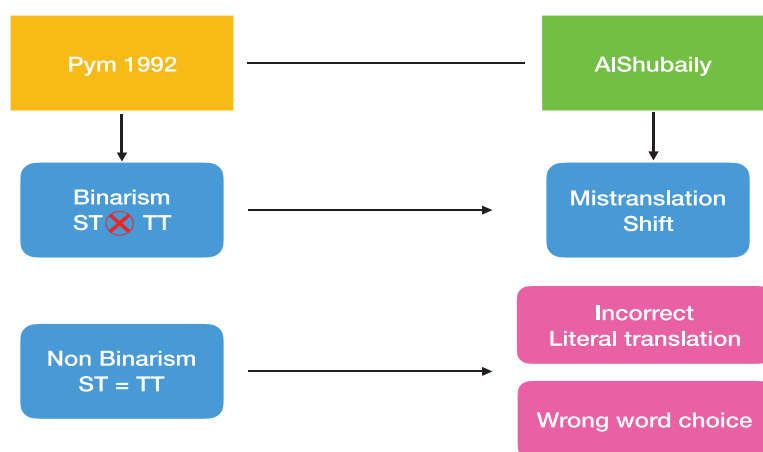 Pym 1992
AlShubaily
Binarism
ST TT
Mistranslation
Shift
Non Binarism
ST = TT
Incorrect
Literal translation
Wrong word choice